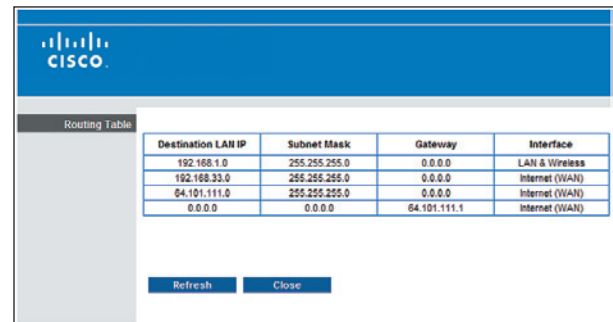 CISCO
Routing Table
Destination LAN IP Subnet Mask Gateway Interface
192.168.1.0 255.255.255.0 0.0.0.0 LAN & Wireless
192.168.33.0 255.255.255.0 0.0.0.0 Internet (WAN)
64.101.111.0 255.255.255.0 0.0.0.0 Internet (WAN)
0.0.0.0 0.0.0.0 64.101.111.1 Internet (WAN)
Refresh Close